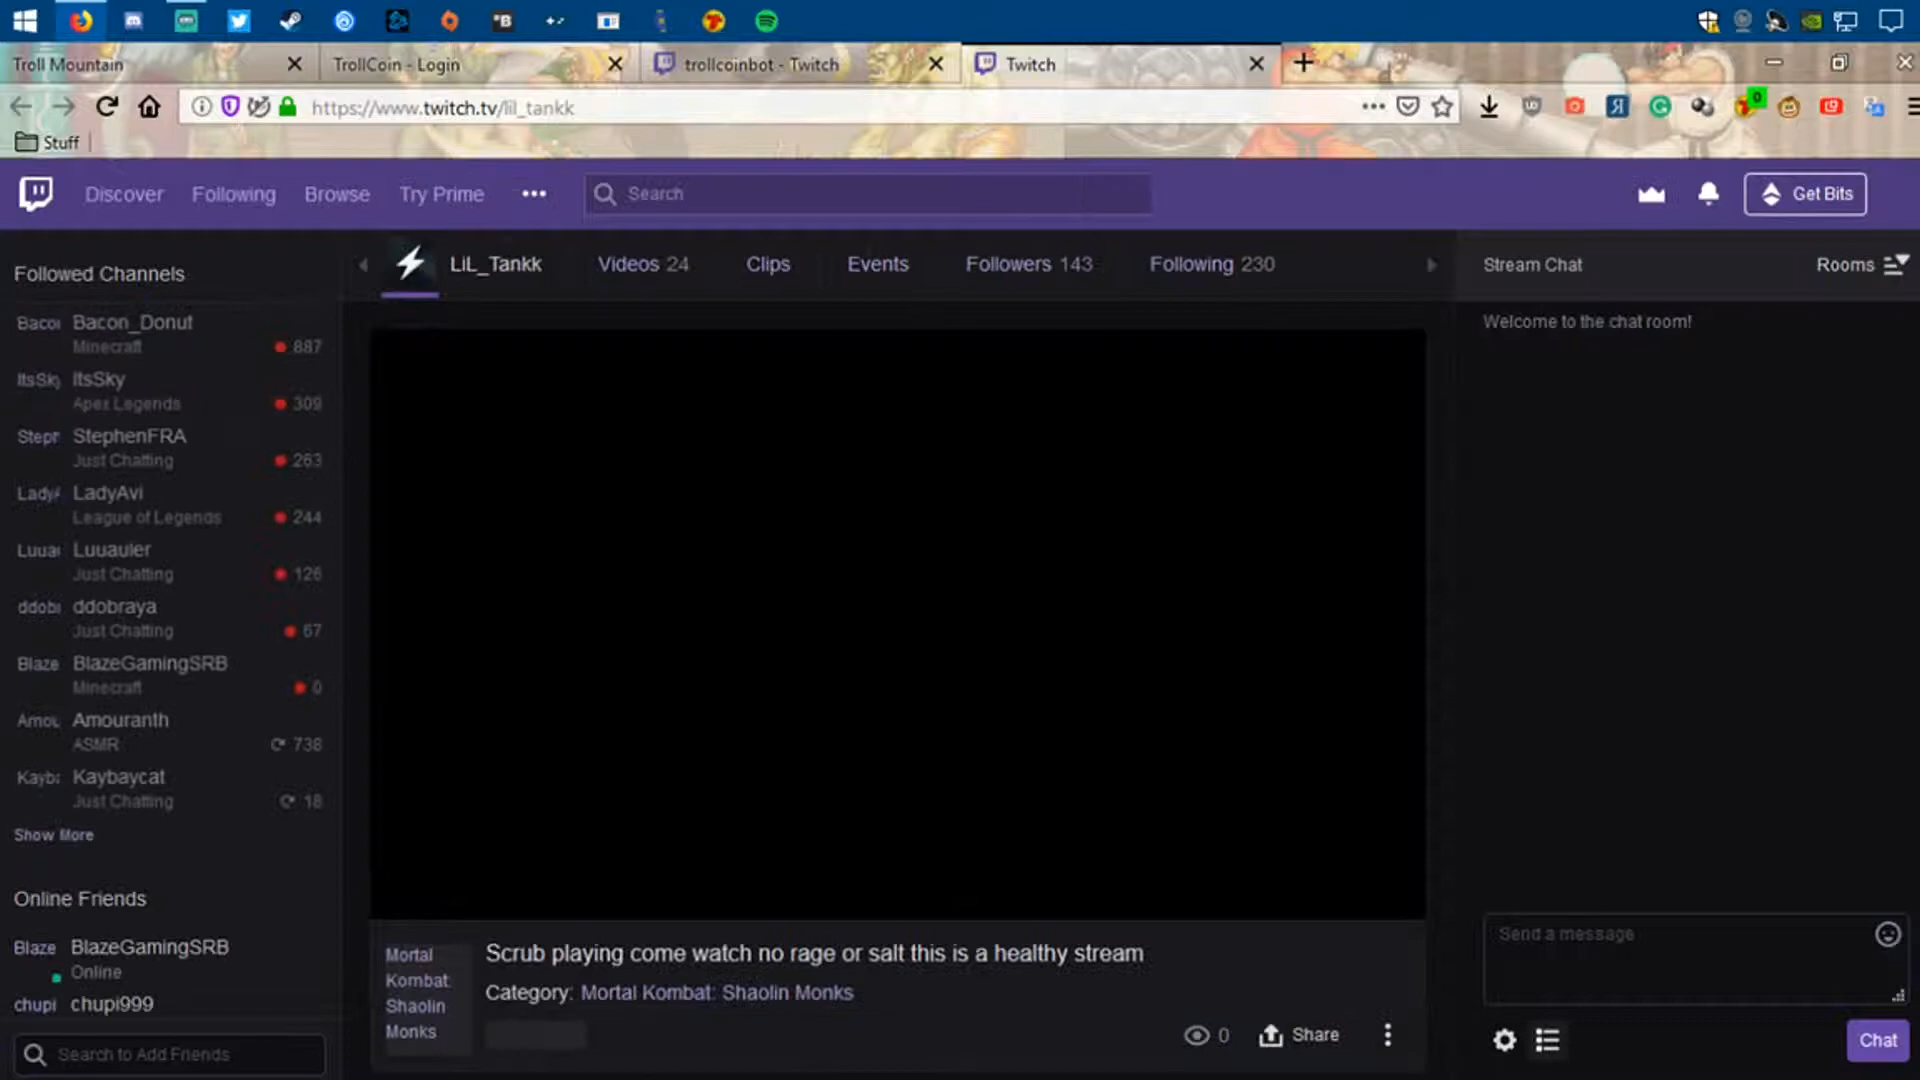 Troll Mountain
TrollCoin - Login
trollcoinbot - Twitch
Twitch
https://www.twitch.tv/lil_tankk
0
Stuff
Discover
Following
Browse
Try Prime
Search
Get Bits
Followed Channels
LiL_Tankk
Videos 24
Clips
Events
Followers 143
Following 230
Stream Chat
Rooms
Welcome to the chat room!
Bacon_Donut
Minecraft
887
ItsSky
Apex Legends
309
StephenFRA
Just Chatting
263
LadyAvi
League of Legends
244
Luuauler
Just Chatting
126
ddobraya
Just Chatting
67
Blaze BlazeGamingSRB
Minecraft
0
Amouranth
ASMR
738
Kaybaycat
Just Chatting
18
Show More
Online Friends
Blaze BlazeGamingSRB
Online
chupi chupi999
Search to Add Friends
Mortal
Kombat:
Shaolin
Monks
Scrub playing come watch no rage or salt this is a healthy stream
Category: Mortal Kombat: Shaolin Monks
0
Share
Send a message
Chat